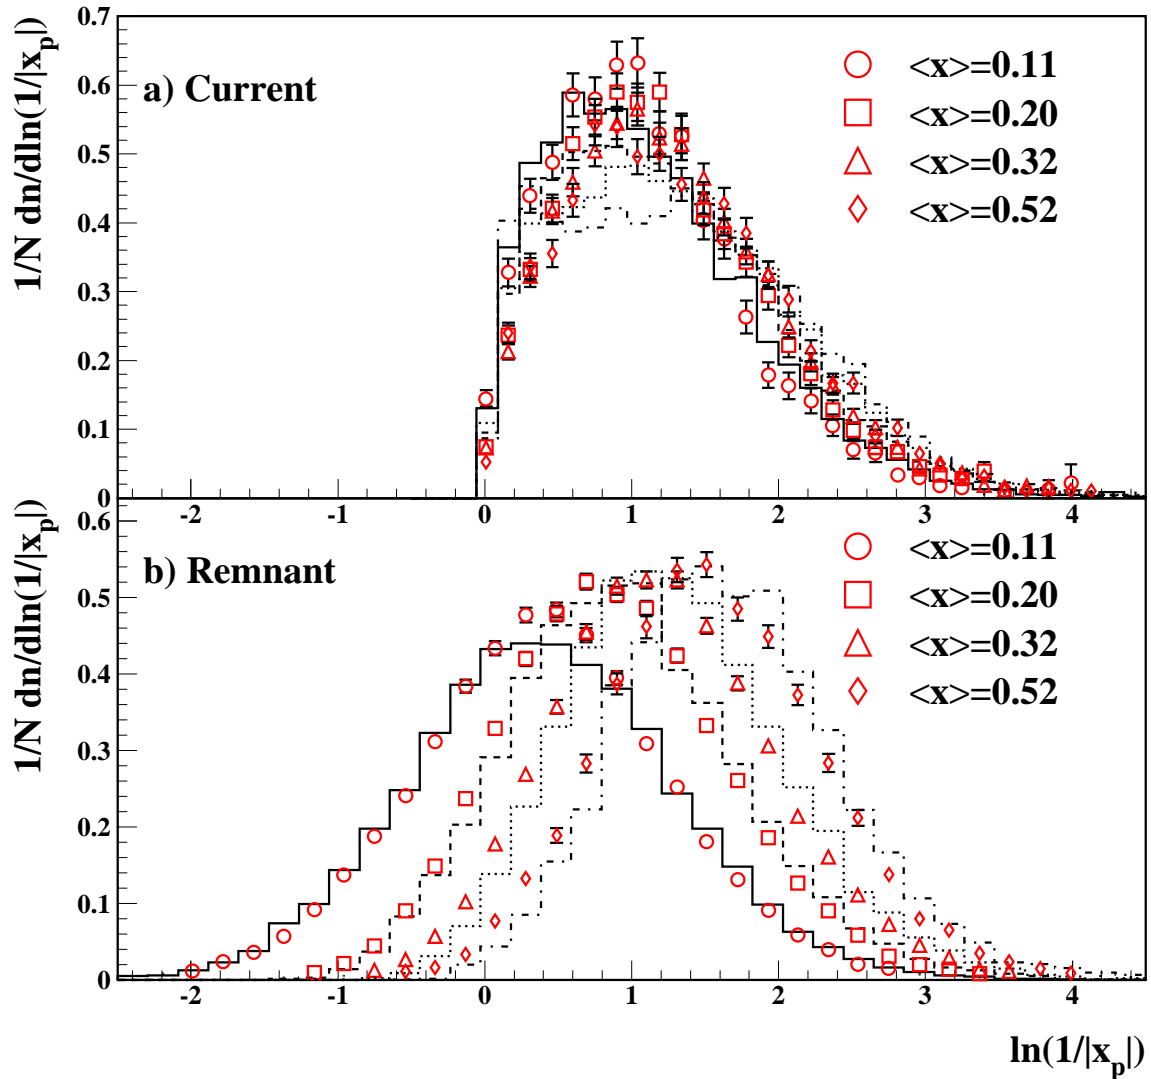 1/N dn/dln(1/|x_p|)
0.7
0.6
0.5
0.4
0.3
0.2
0.1
0
a) Current
<x>=0.11
<x>=0.20
<x>=0.32
<x>=0.52
-2 -1 0 1 2 3 4
1/N dn/dln(1/|x_p|)
0.6
0.5
0.4
0.3
0.2
0.1
0
b) Remnant
<x>=0.11
<x>=0.20
<x>=0.32
<x>=0.52
-2 -1 0 1 2 3 4
ln(1/|x_p|)